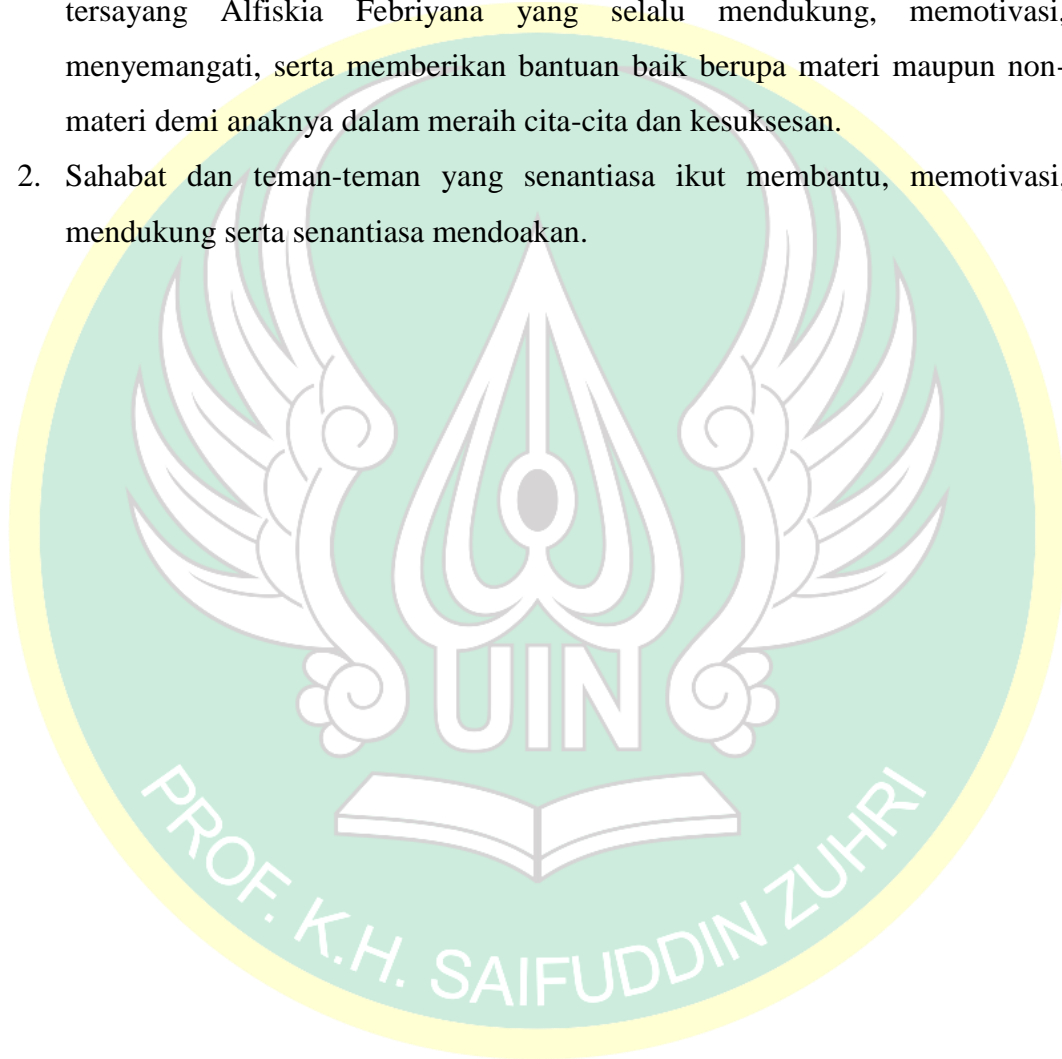 tersayang Alfiskia Febriyana yang selalu mendukung, memotivasi,
menyemangati, serta memberikan bantuan baik berupa materi maupun non-
materi demi anaknya dalam meraih cita-cita dan kesuksesan.
2. Sahabat dan teman-teman yang senantiasa ikut membantu, memotivasi,
mendukung serta senantiasa mendoakan.
UIN
PROF. K.H. SAIFUDDIN ZUHRI